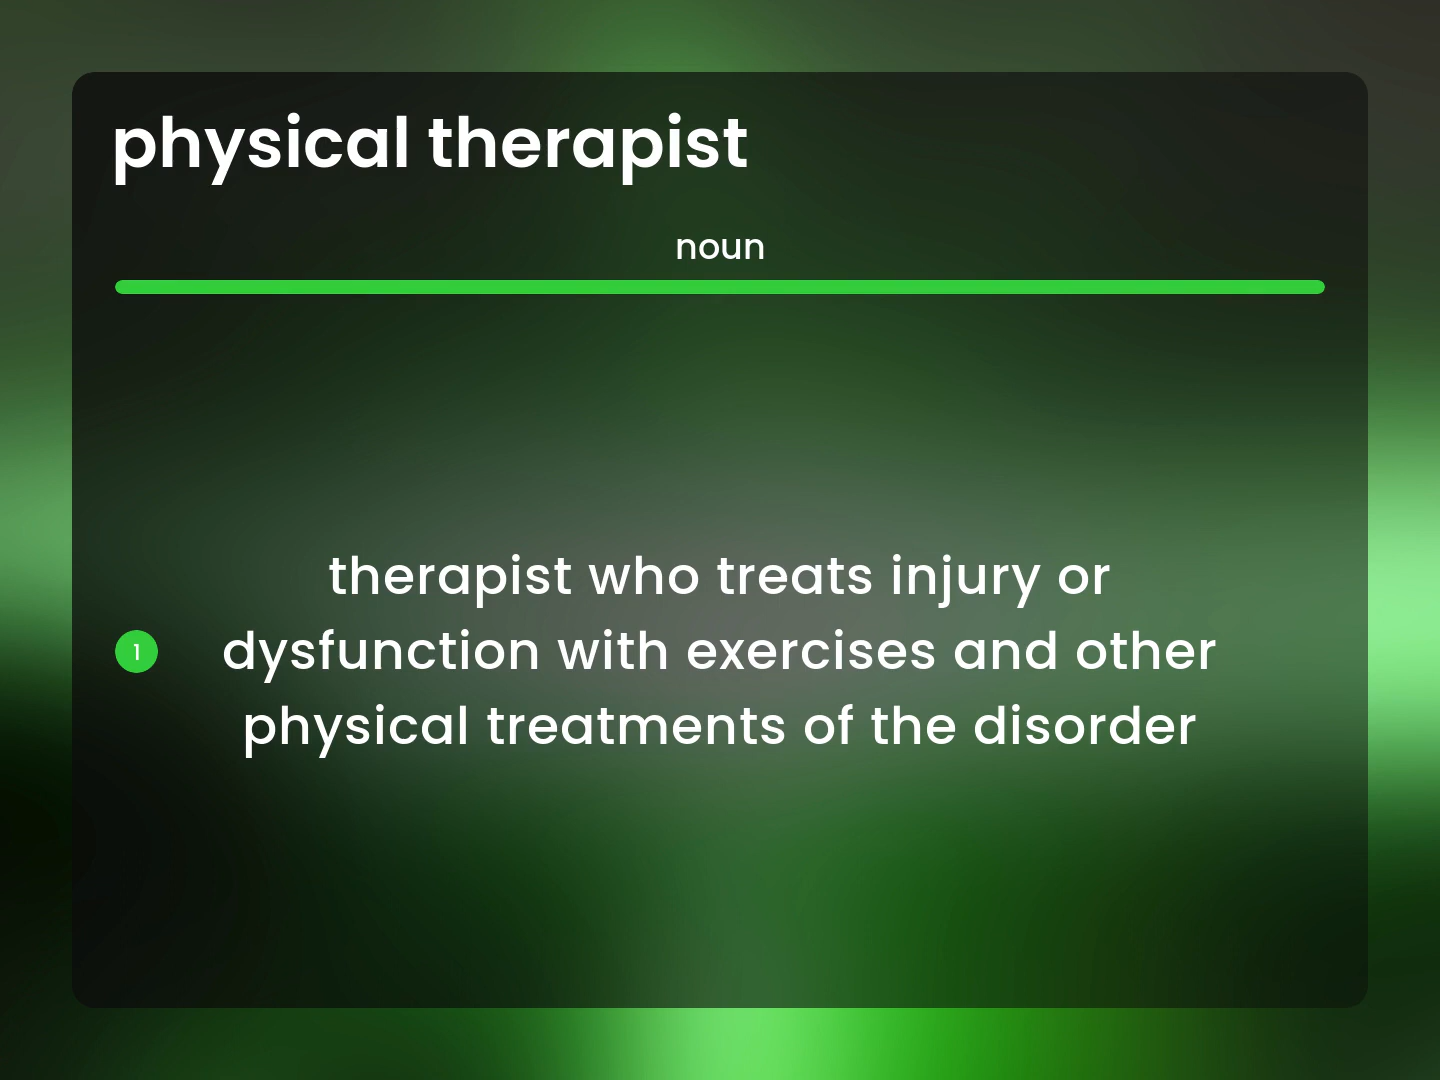 physical therapist
noun
therapist who treats injury or
1 dysfunction with exercises and other
physical treatments of the disorder